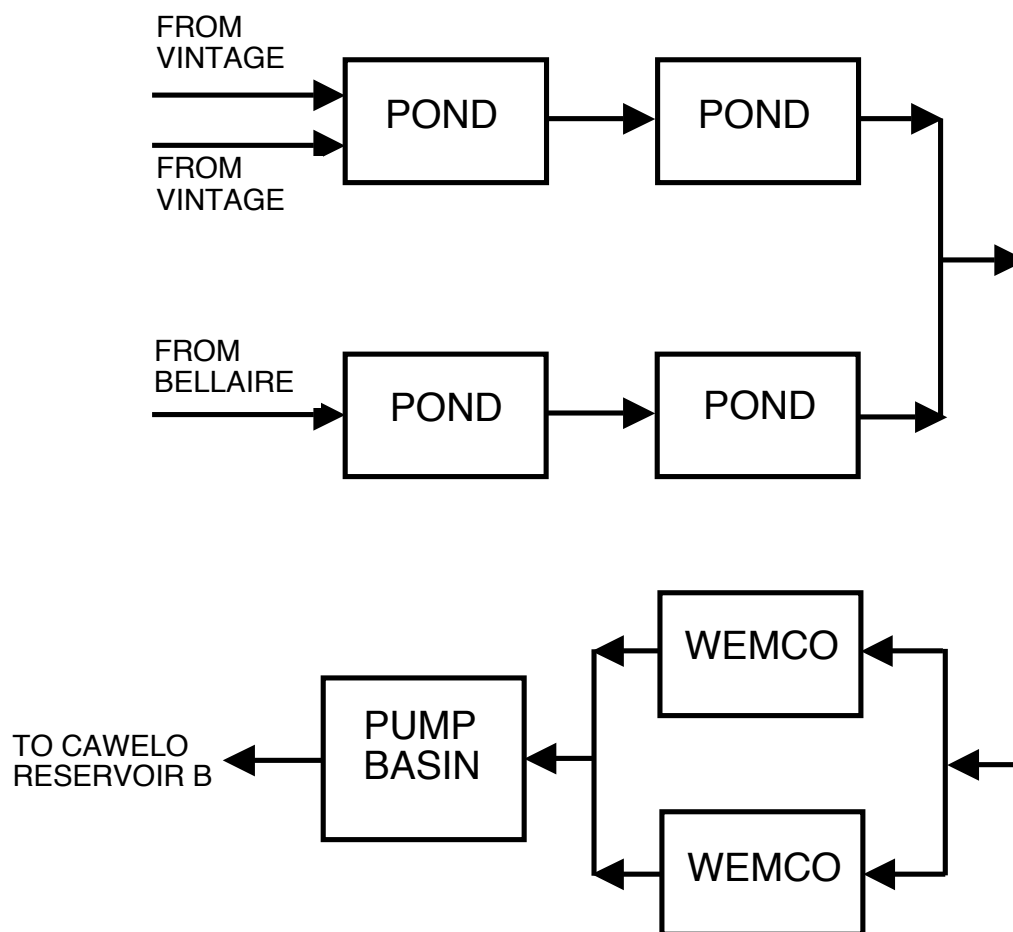 FROM
VINTAGE
POND
POND
FROM
VINTAGE
FROM
BELLAIRE
POND
POND
WEMCO
PUMP
BASIN
TO CAWELO
RESERVOIR B
WEMCO